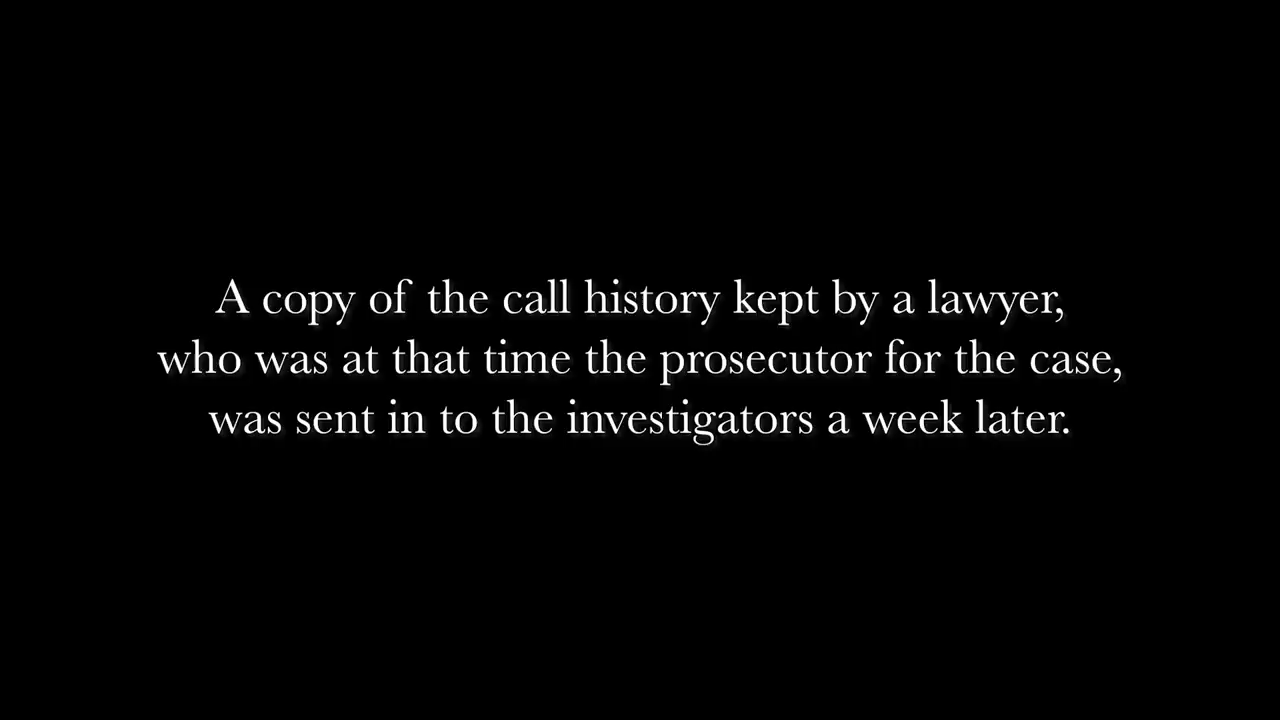 A copy of the call history kept by a lawyer,
who was at that time the prosecutor for the case,
was sent in to the investigators a week later.